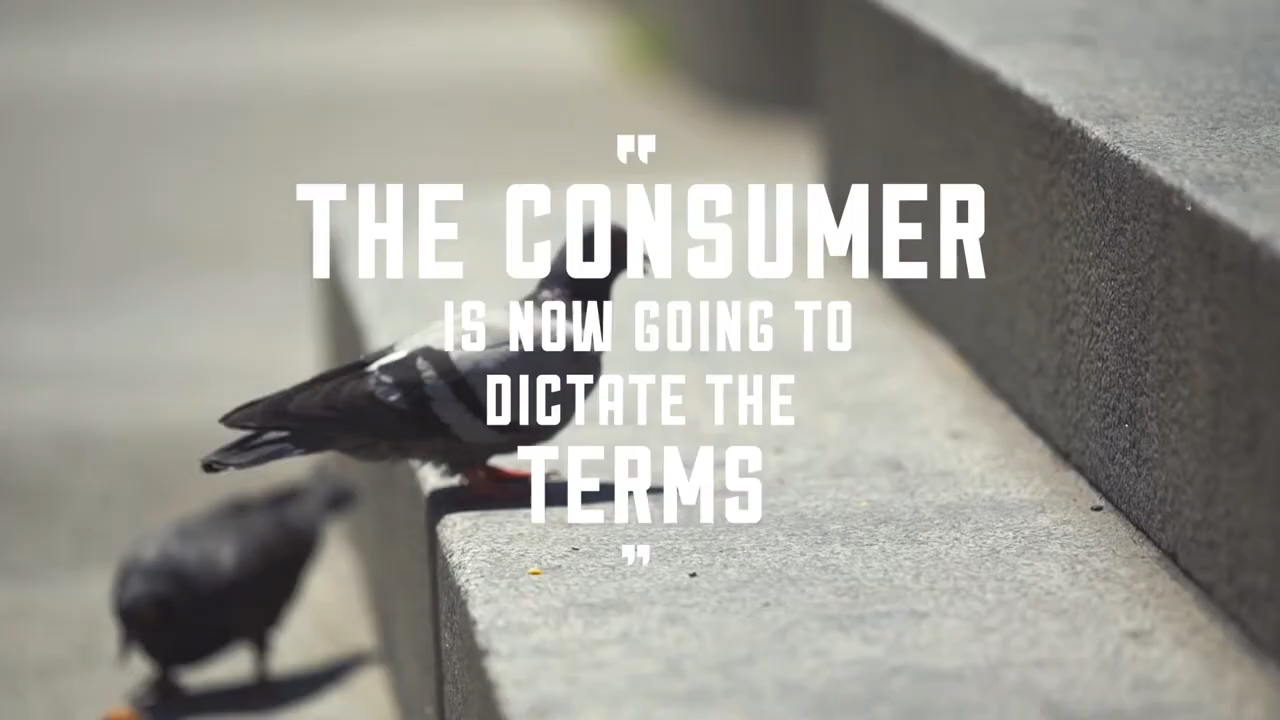 "
THE CONSUMER
IS NOW GOING TO
DICTATE THE
TERMS
"